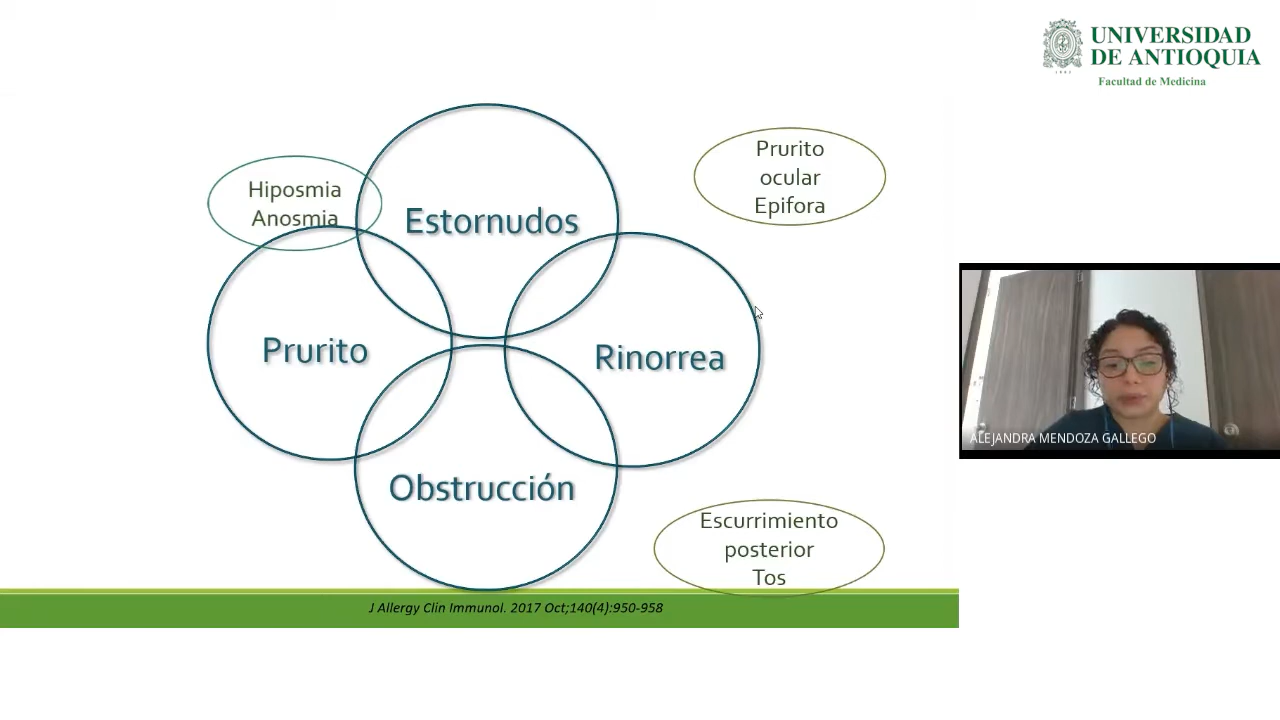 UNIVERSIDAD
DE ANTIOQUIA
1803
Facultad de Medicina
Hiposmia
Anosmia
Estornudos
Prurito
ocular
Epifora
Prurito
Rinorrea
Obstrucción
Escurrimiento
posterior
Tos
J Allergy Clin Immunol. 2017 Oct;140(4):950-958
ALEJANDRA MENDOZA GALLEGO